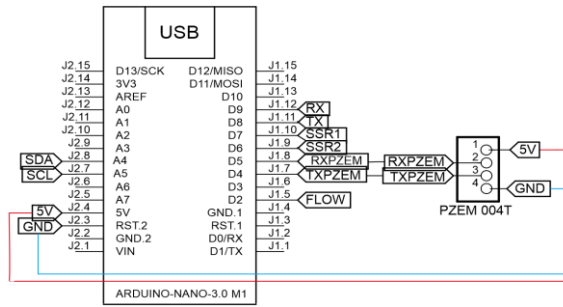 USB
J2.15 D13/SCK D12/MISO J1.15
J2.14 3V3 D11/MOSI J1.14
J2.13 AREF D10 J1.13
J2.12 A0 D9 J1.12 RX
J2.11 A1 D8 J1.11 TX
J2.10 A2 D7 J1.10 SSR1
J2.9 A3 D6 J1.9 SSR2
SDA J2.8 A4 D5 J1.8 RXPZEM RXPZEM
SCL J2.7 A5 D4 J1.7 TXPZEM TXPZEM
J2.6 A6 D3 J1.6
J2.5 A7 D2 J1.5 FLOW
5V J2.4 5V GND.1 J1.4
GND J2.3 RST.2 RST.1 J1.3
J2.2 GND.2 D0/RX J1.2
J2.1 VIN D1/TX J1.1
ARDUINO-NANO-3.0 M1
1 5V
2
3
4 GND
PZEM 004T